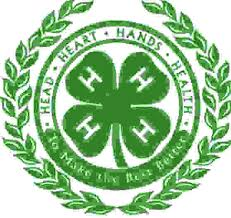 HEAD • HEART • HANDS • HEALTH
H H
H H
To Make the Best Better